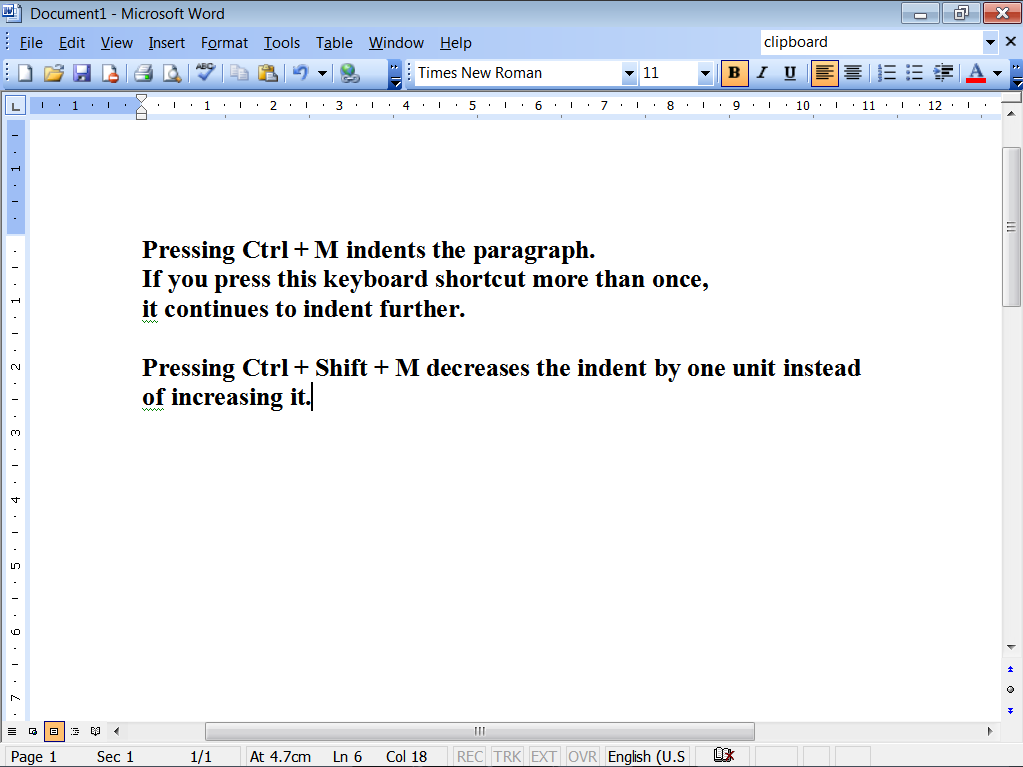 Document1 - Microsoft Word
File Edit View Insert Format Tools Table Window Help clipboard
ABC Times New Roman 11 B I U A
L 1 1 2 3 4 5 6 7 8 9 10 11 12
1
1
2
3
4
5
6
7
Pressing Ctrl + M indents the paragraph.
If you press this keyboard shortcut more than once,
it continues to indent further.
Pressing Ctrl + Shift + M decreases the indent by one unit instead
of increasing it.
Page 1 Sec 1 1/1 At 4.7cm Ln 6 Col 18 REC TRK EXT OVR English (U.S